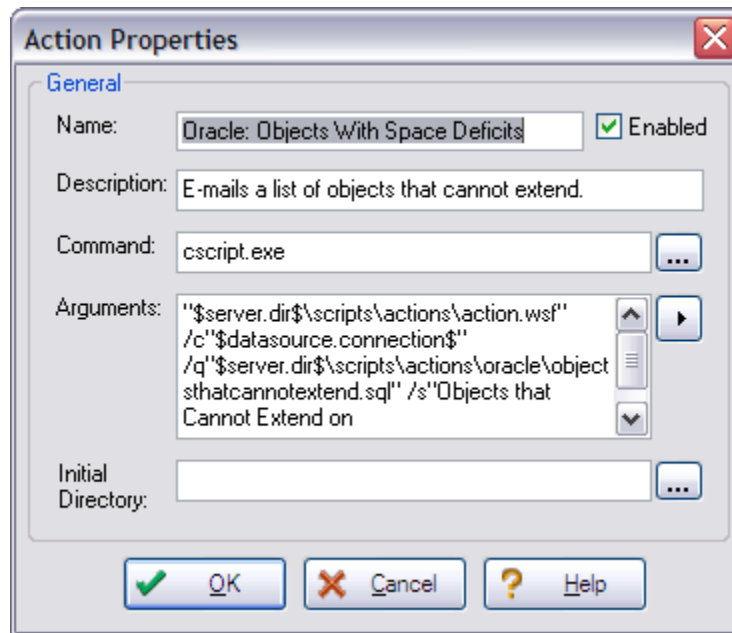 Action Properties
General
Name: Oracle: Objects With Space Deficits Enabled
Description: E-mails a list of objects that cannot extend.
Command: cscript.exe ...
Arguments: "$server.dir$\scripts\actions\action.wsf"
/c"$datasource.connection$"
/q"$server.dir$\scripts\actions\oracle\object
sthatcannotextend.sql" /s"Objects that
Cannot Extend on
Initial
Directory: ...
OK Cancel Help